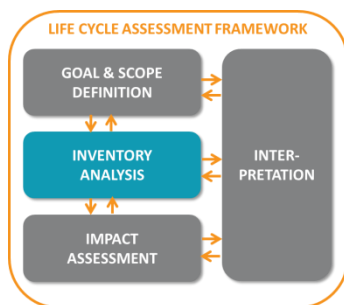 LIFE CYCLE ASSESSMENT FRAMEWORK
GOAL & SCOPE
DEFINITION
INVENTORY
ANALYSIS
IMPACT
ASSESSMENT
INTER-
PRETATION